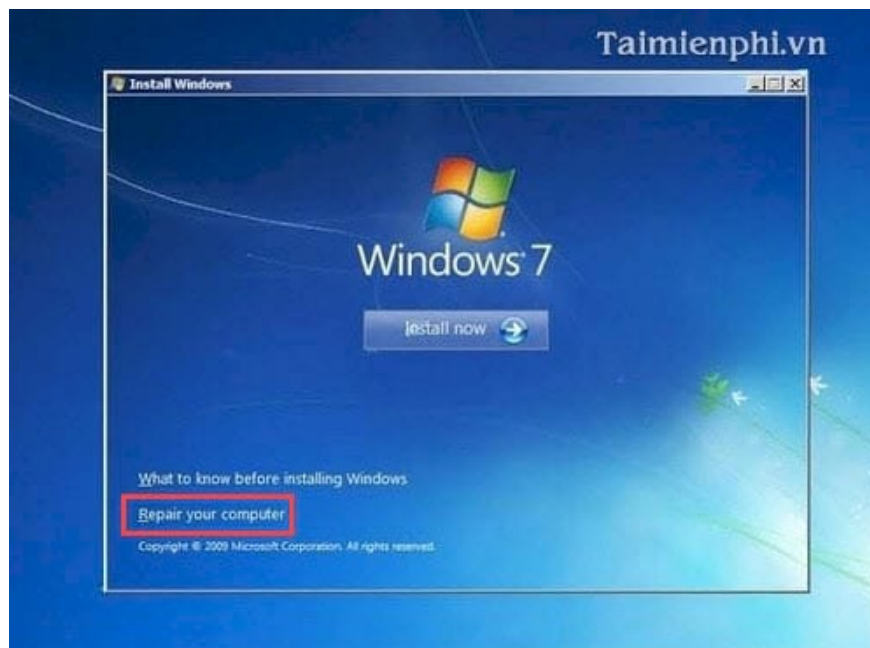 Taimienphi.vn
Install Windows
Windows 7
Install now
What to know before installing Windows
Repair your computer
Copyright © 2009 Microsoft Corporation. All rights reserved.